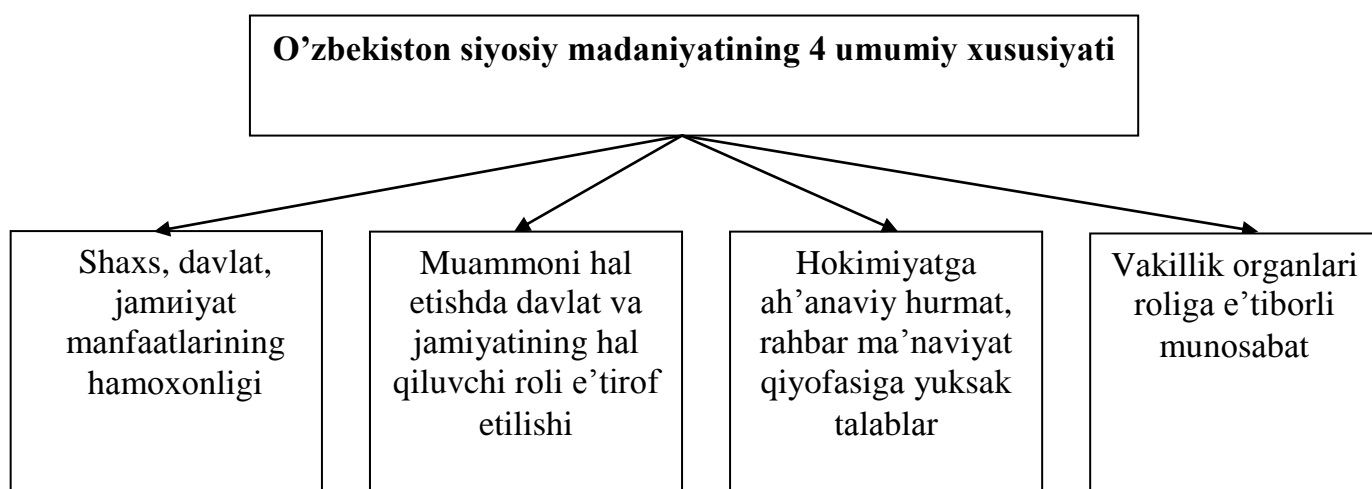 O’zbekiston siyosiy madaniyatining 4 umumiy xususiyati
Shaxs, davlat,
jamиiyat
manfaatlarining
hamoxonligi
Muammoni hal
etishda davlat va
jamiyatining hal
qiluvchi roli e’tirof
etilishi
Hokimiyatga
ah’anaviy hurmat,
rahbar ma’naviyat
qiyofasiga yuksak
talablar
Vakillik organlari
roliga e’tiborli
munosabat